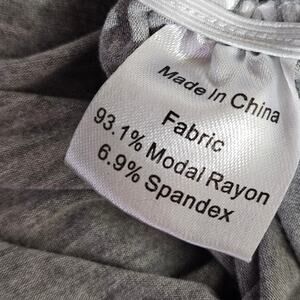 Made In China
Fabric
93.1% Modal Rayon
6.9% Spandex